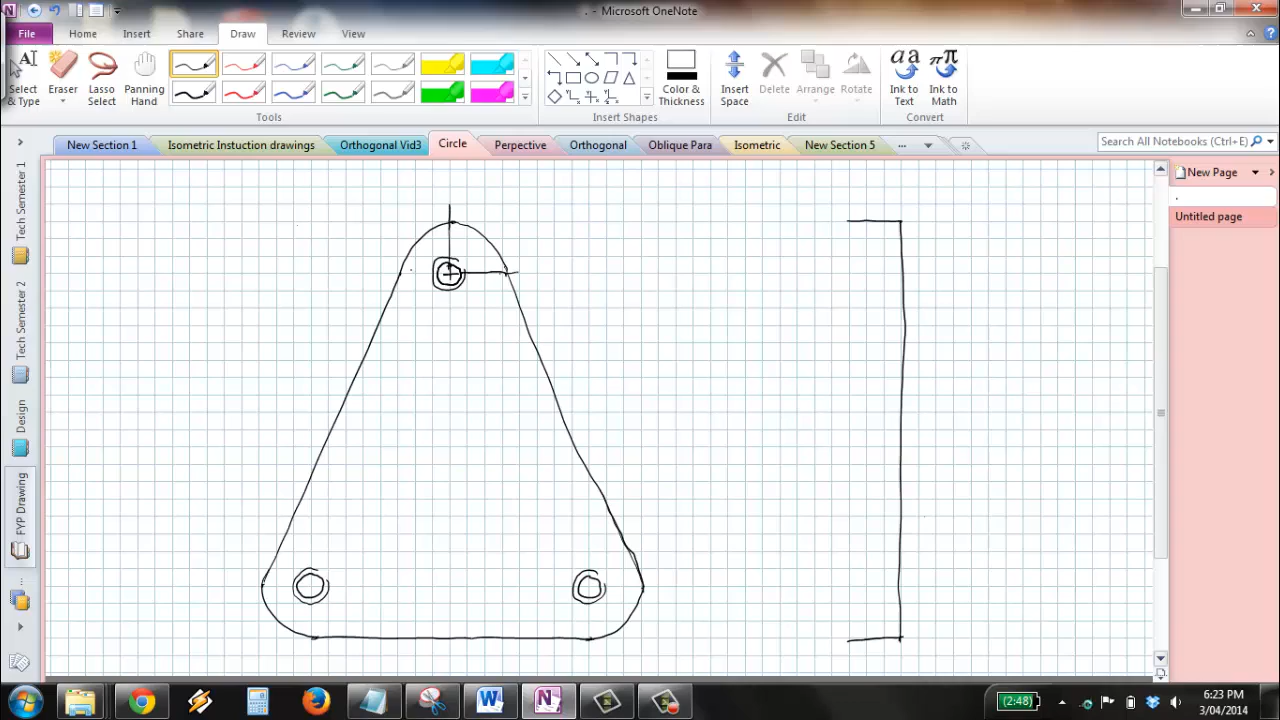 . - Microsoft OneNote
File Home Insert Share Draw Review View
Select & Type
Eraser
Lasso Select
Panning Hand
Color & Thickness
Insert Space
Delete
Arrange
Rotate
Ink to Text
Ink to Math
Tools
Insert Shapes
Edit
Convert
New Section 1
Isometric Instuction drawings
Orthogonal Vid3
Circle
Perpective
Orthogonal
Oblique Para
Isometric
New Section 5
...
Search All Notebooks (Ctrl+E)
New Page
.
Untitled page
Tech Semester 1
Tech Semester 2
Design
FYP Drawing
(2:48)
6:23 PM
3/04/2014